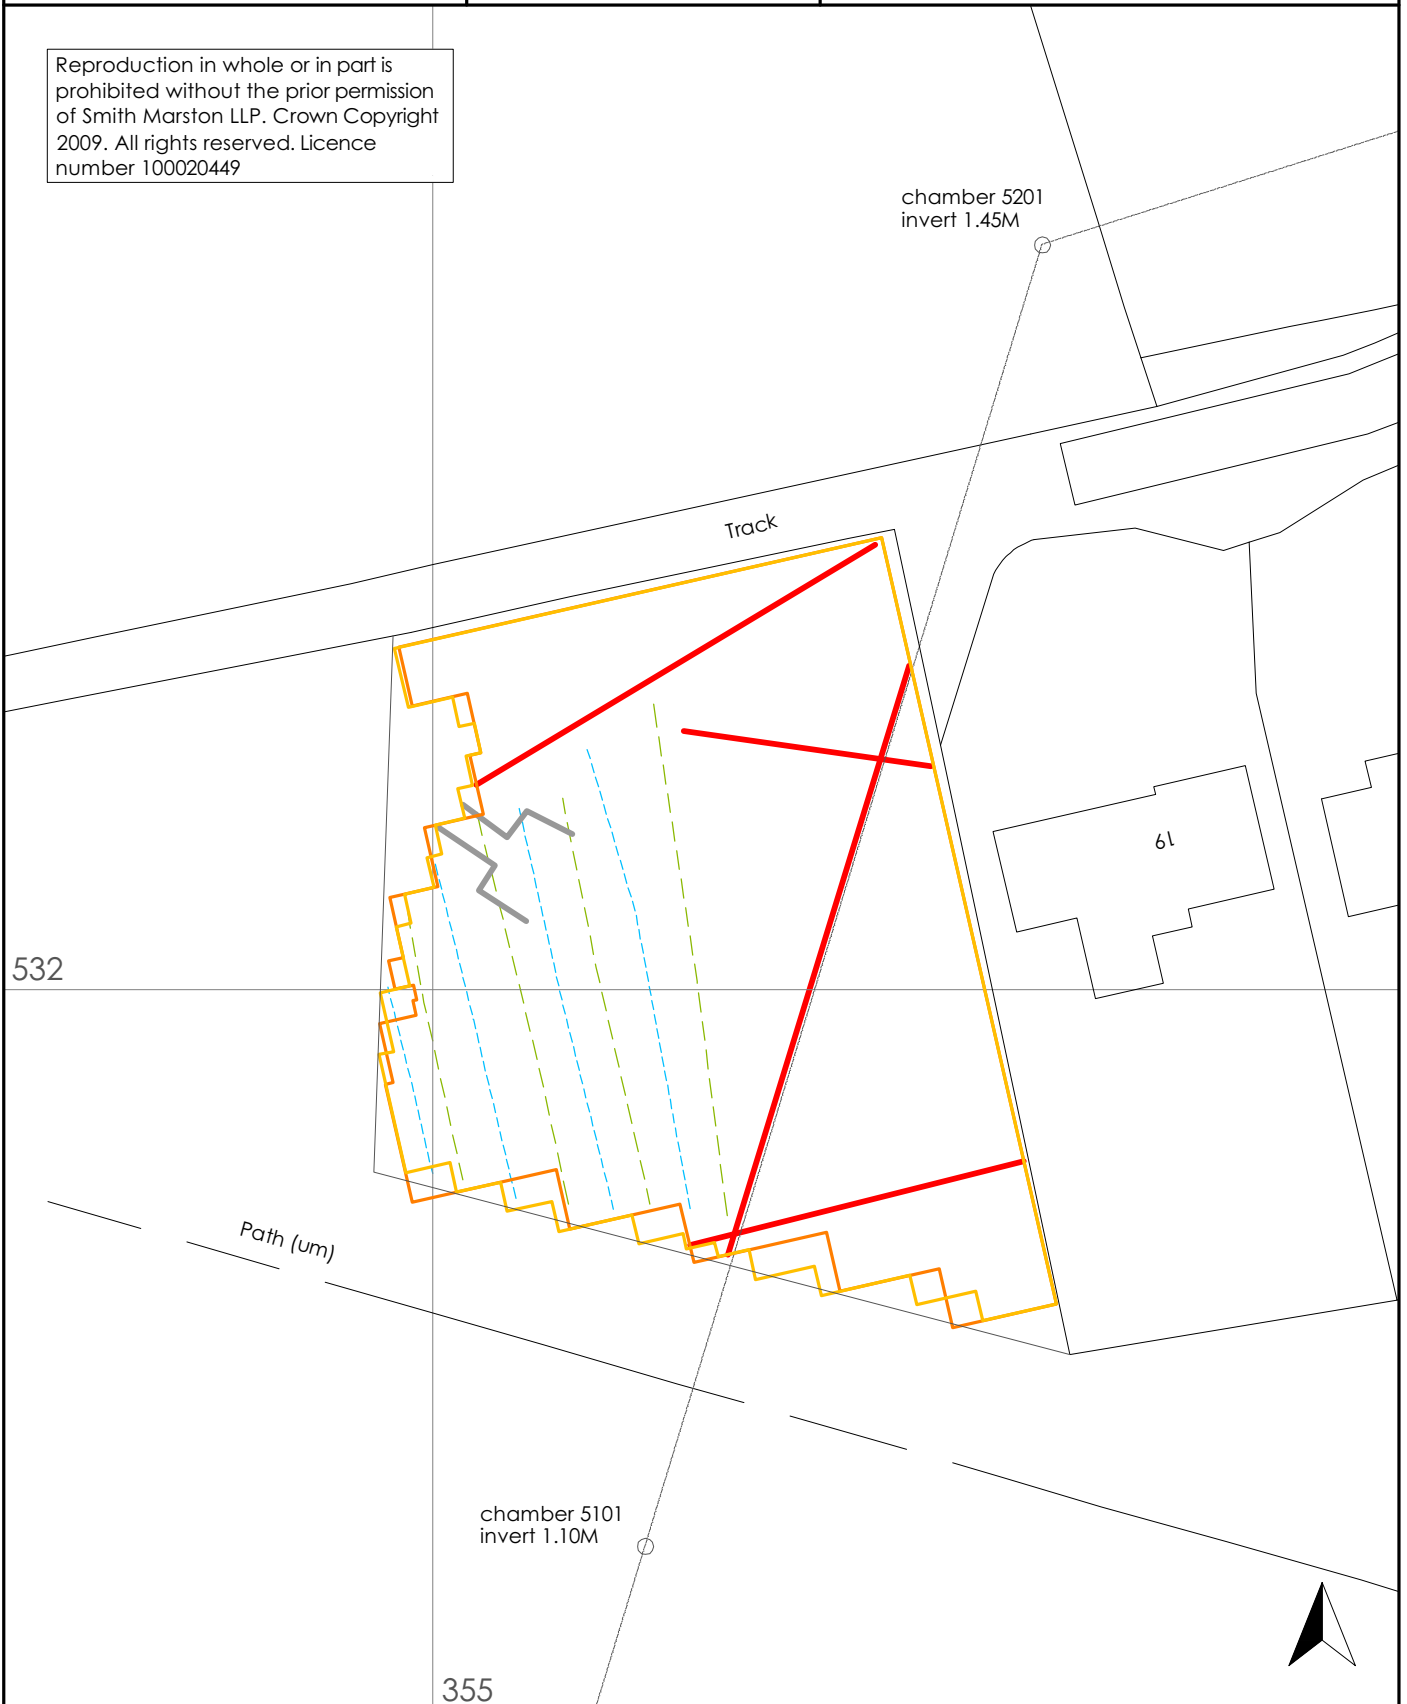 Reproduction in whole or in part is
prohibited without the prior permission
of Smith Marston LLP. Crown Copyright
2009. All rights reserved. Licence
number 100020449
chamber 5201
invert 1.45M
Track
19
532
Path (um)
chamber 5101
invert 1.10M
355